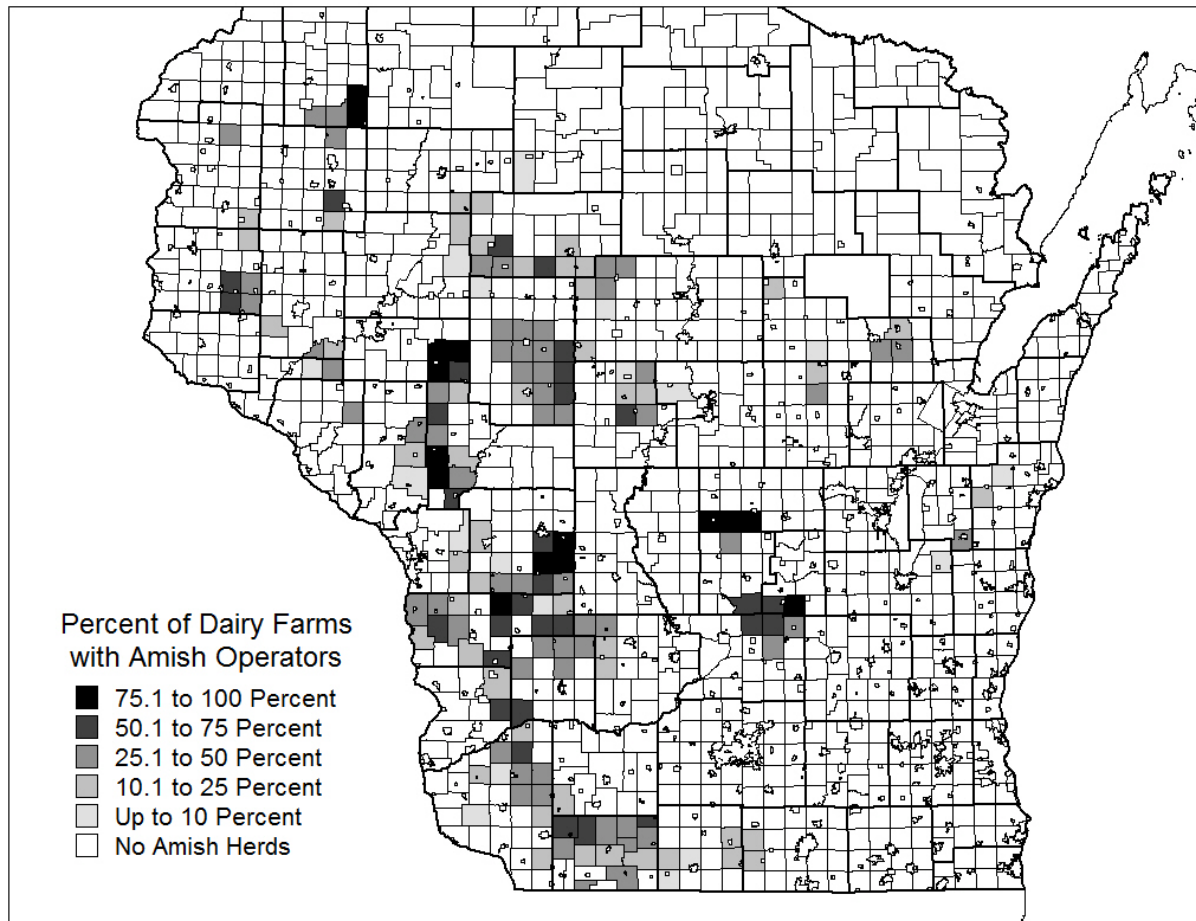 Percent of Dairy Farms
with Amish Operators
75.1 to 100 Percent
50.1 to 75 Percent
25.1 to 50 Percent
10.1 to 25 Percent
Up to 10 Percent
No Amish Herds